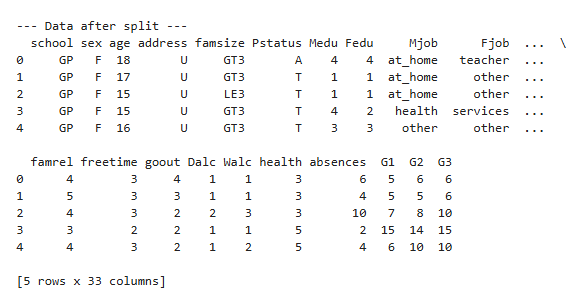 --- Data after split ---
  school sex age address famsize Pstatus Medu Fedu     Mjob      Fjob  ...  \
0     GP   F  18       U     GT3       A    4    4  at_home   teacher  ...
1     GP   F  17       U     GT3       T    1    1  at_home     other  ...
2     GP   F  15       U     LE3       T    1    1  at_home     other  ...
3     GP   F  15       U     GT3       T    4    2   health  services  ...
4     GP   F  16       U     GT3       T    3    3    other     other  ...
  famrel freetime goout Dalc Walc health absences  G1  G2  G3
0      4        3     4    1    1      3        6   5   6   6
1      5        3     3    1    1      3        4   5   5   6
2      4        3     2    2    3      3       10   7   8  10
3      3        2     2    1    1      5        2  15  14  15
4      4        3     2    1    2      5        4   6  10  10
[5 rows x 33 columns]